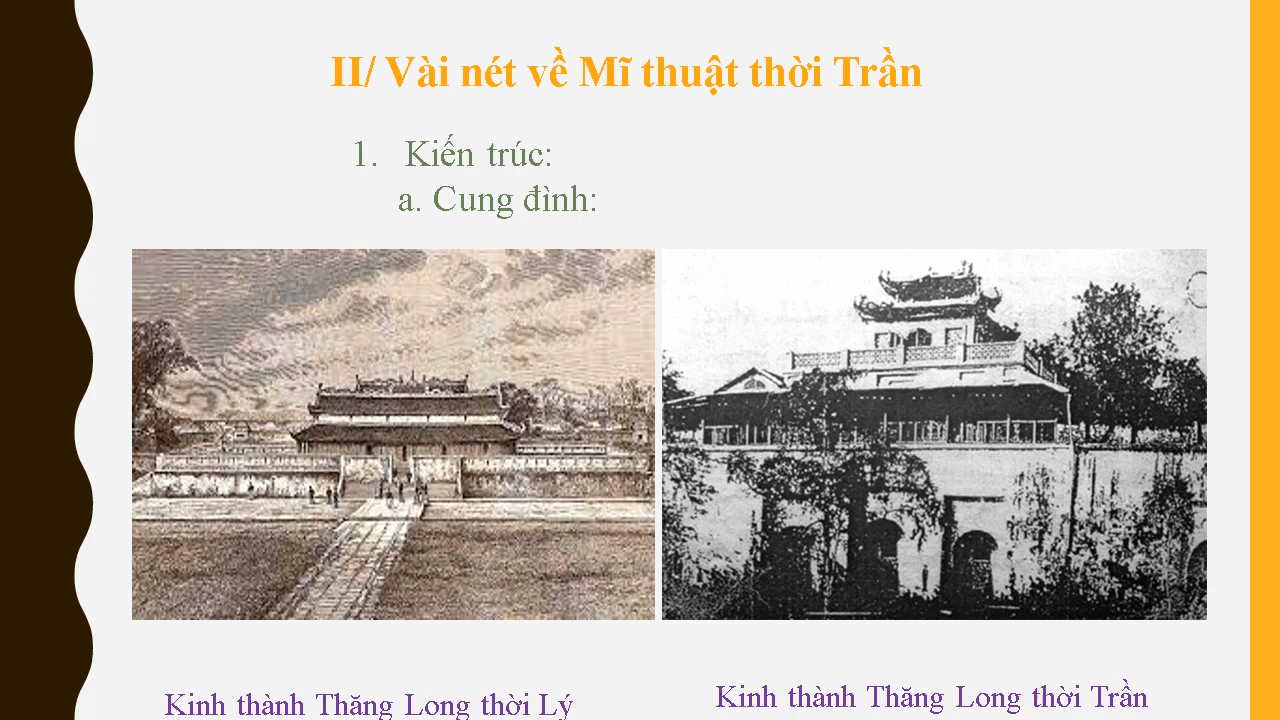 II/ Vài nét về Mĩ thuật thời Trần
1. Kiến trúc:
a. Cung đình:
Kinh thành Thăng Long thời Lý
Kinh thành Thăng Long thời Trần